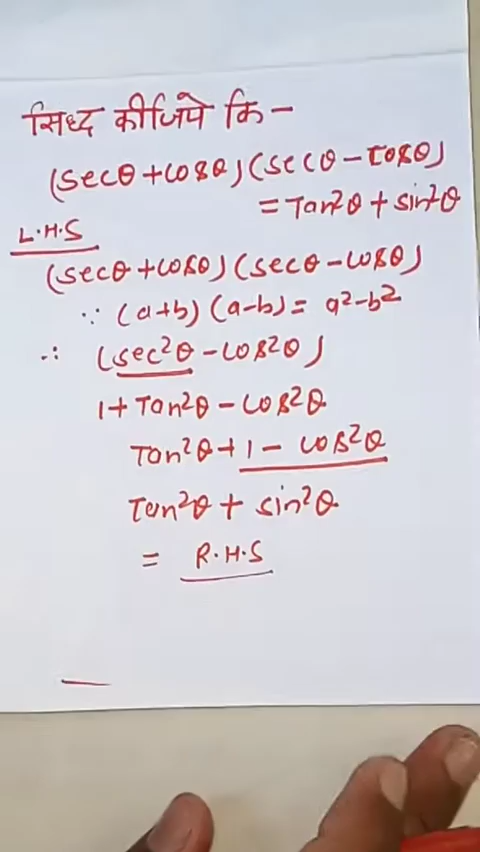 सिध्द कीजिये कि -
(secθ + cosθ) (secθ - cosθ)
= Tan²θ + sin²θ
L.H.S
(secθ + cosθ) (secθ - cosθ)
∵ (a+b) (a-b) = a²-b²
∴ (sec²θ - cos²θ)
1 + Tan²θ - cos²θ
Tan²θ + 1 - cos²θ
Tan²θ + sin²θ
= R.H.S